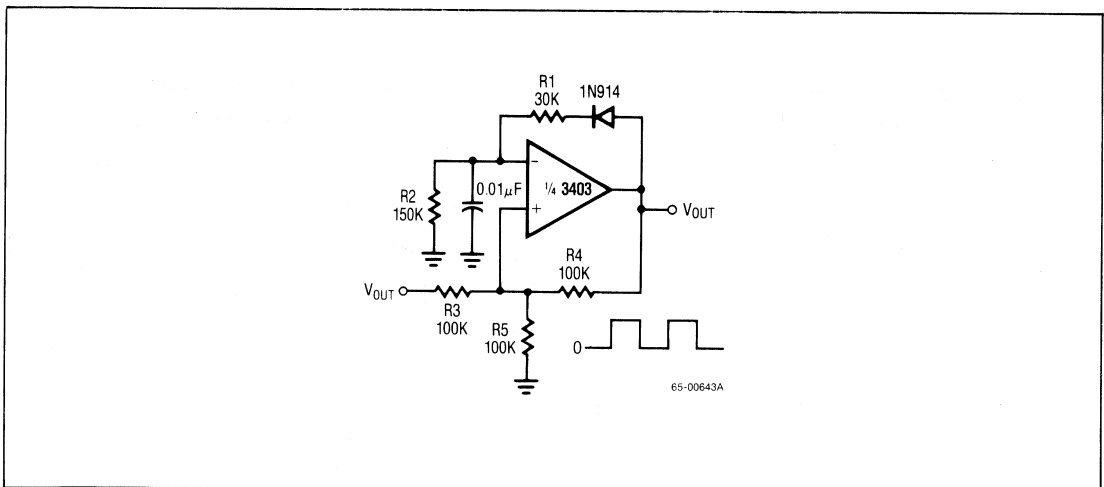 R1
30K
1N914
−
R2
150K
0.01μF
¼ 3403
+
VOUT
R4
100K
VOUT
R3
100K
R5
100K
0
65-00643A